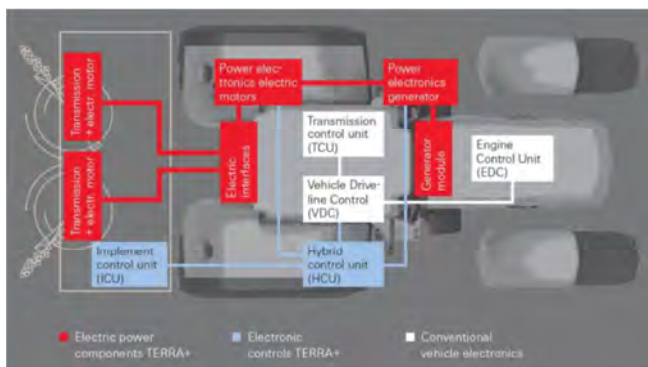 Transmission
+ electr. motor
Transmission
+ electr. motor
Power elec-
tronics electric
motors
Power
electronics
generator
Electric
interfaces
Transmission
control unit
(TCU)
Generator
module
Engine
Control Unit
(EDC)
Vehicle Drive-
line Control
(VDC)
Implement
control unit
(ICU)
Hybrid
control unit
(HCU)
Electric power
components TERRA+
Electronic
controls TERRA+
Conventional
vehicle electronics